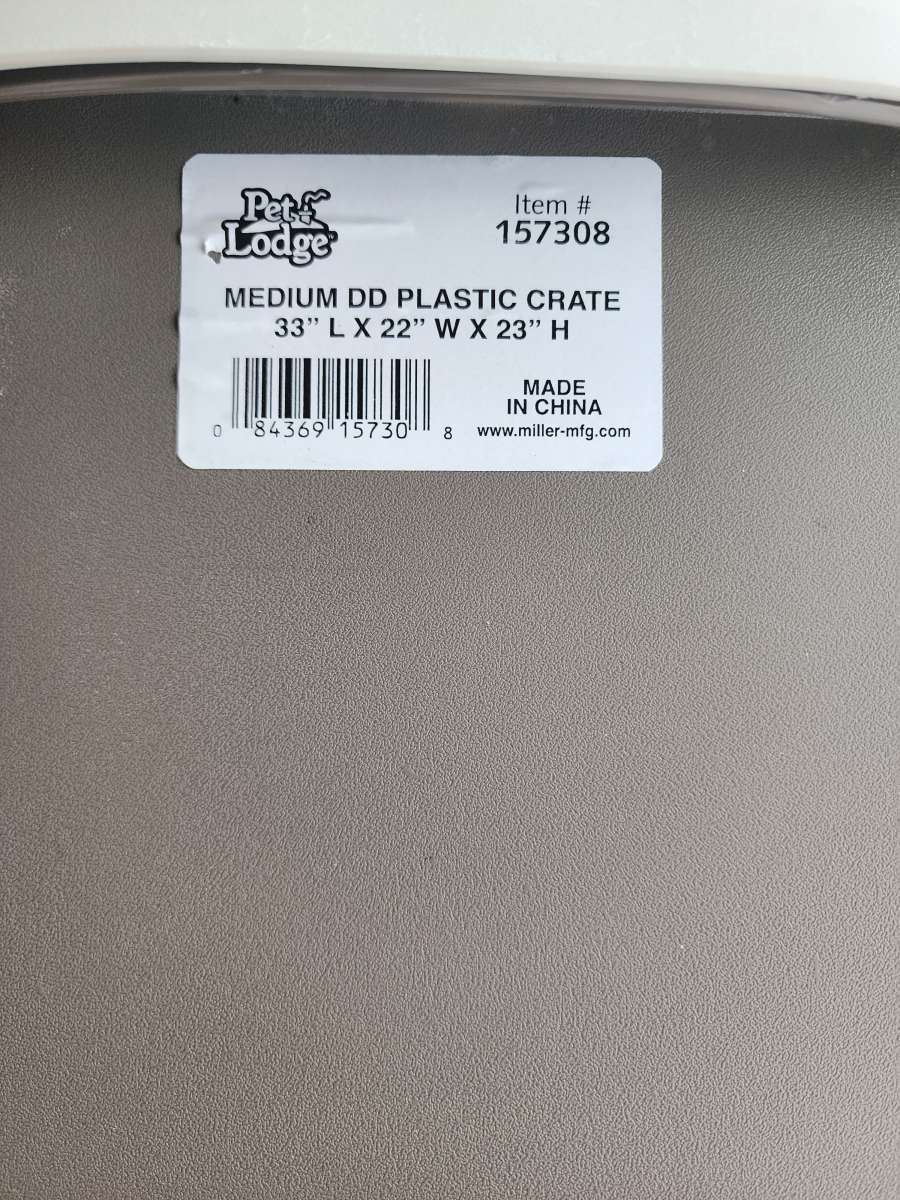 Pet
Lodge
Item #
157308
MEDIUM DD PLASTIC CRATE
33” L X 22” W X 23” H
0 84369 15730 8
MADE
IN CHINA
www.miller-mfg.com